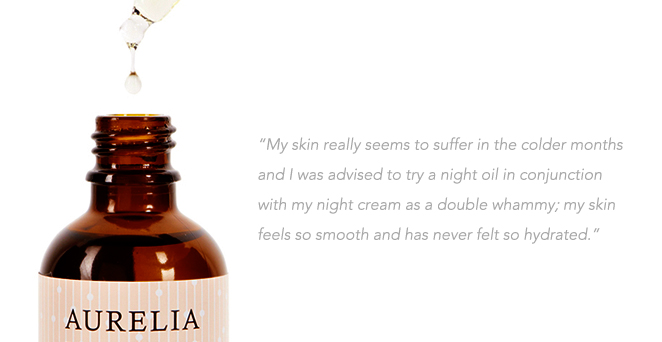 “My skin really seems to suffer in the colder months
and I was advised to try a night oil in conjunction
with my night cream as a double whammy; my skin
feels so smooth and has never felt so hydrated.”
AURELIA